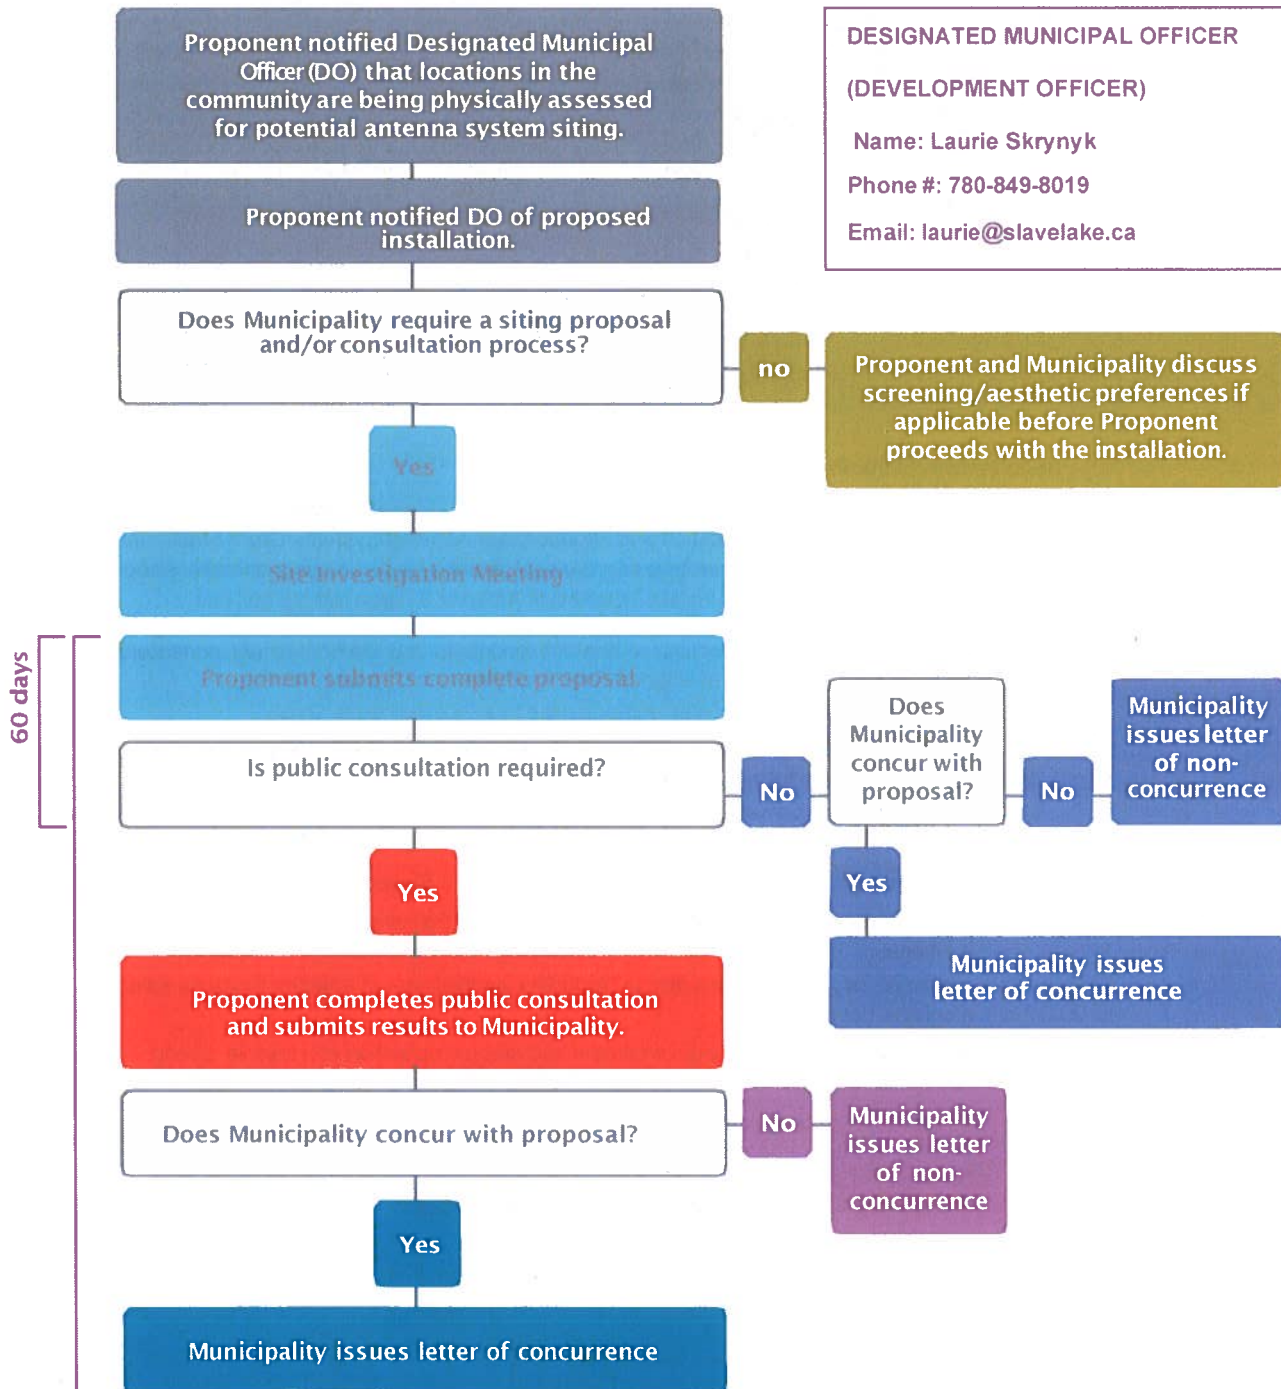 Proponent notified Designated Municipal
Officer (DO) that locations in the
community are being physically assessed
for potential antenna system siting.
DESIGNATED MUNICIPAL OFFICER
(DEVELOPMENT OFFICER)
Name: Laurie Skrynyk
Phone #: 780-849-8019
Email: laurie@slavelake.ca
Proponent notified DO of proposed
installation.
Does Municipality require a siting proposal
and/or consultation process?
no
Proponent and Municipality discuss
screening/aesthetic preferences if
applicable before Proponent
proceeds with the installation.
Yes
Site Investigation Meeting
60 days
Proponent submits complete proposal
Is public consultation required?
No
Does
Municipality
concur with
proposal?
No
Municipality
issues letter
of non-
concurrence
Yes
Municipality issues
letter of concurrence
Yes
Proponent completes public consultation
and submits results to Municipality.
Does Municipality concur with proposal?
No
Municipality
issues letter
of non-
concurrence
Yes
Municipality issues letter of concurrence